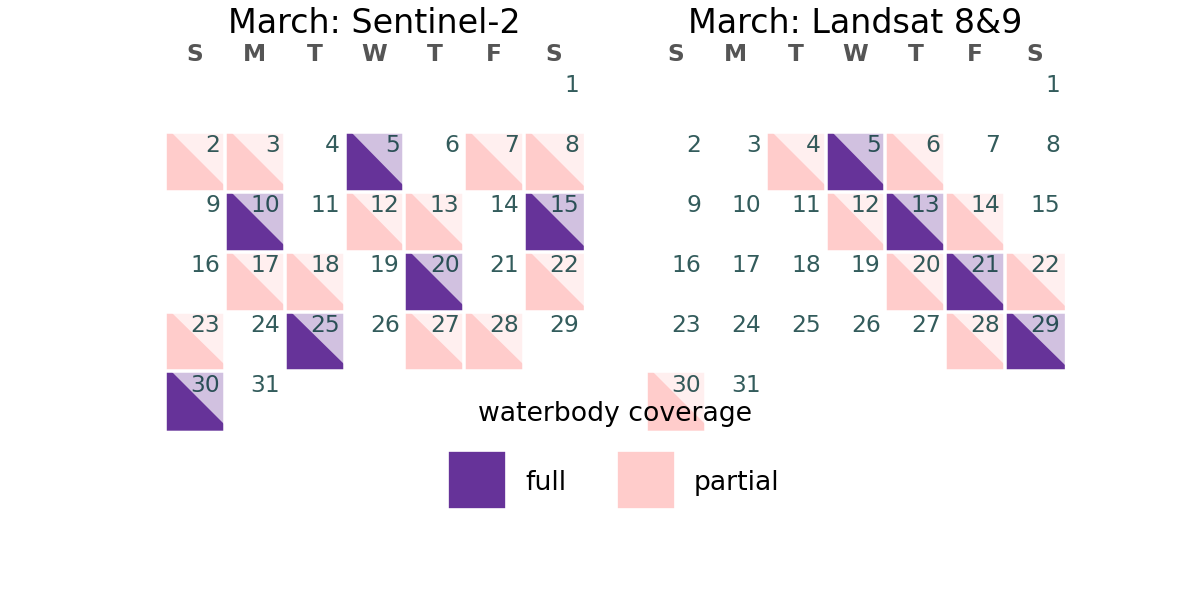 March: Sentinel-2
S M T W T F S
1
2 3 4 5 6 7 8
9 10 11 12 13 14 15
16 17 18 19 20 21 22
23 24 25 26 27 28 29
30 31
March: Landsat 8&9
S M T W T F S
1
2 3 4 5 6 7 8
9 10 11 12 13 14 15
16 17 18 19 20 21 22
23 24 25 26 27 28 29
30 31
waterbody coverage
full
partial